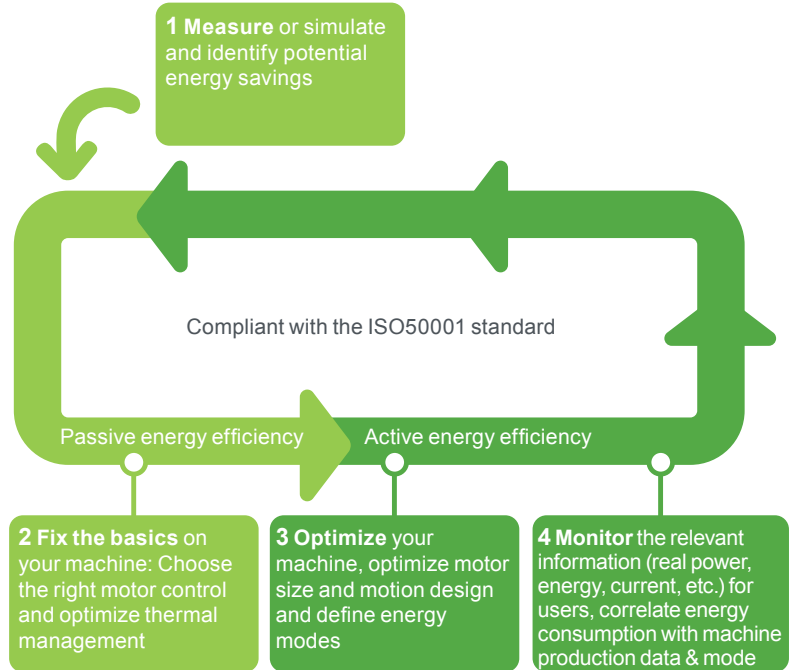 1 Measure or simulate
and identify potential
energy savings
Compliant with the ISO50001 standard
Passive energy efficiency
Active energy efficiency
2 Fix the basics on
your machine: Choose
the right motor control
and optimize thermal
management
3 Optimize your
machine, optimize motor
size and motion design
and define energy
modes
4 Monitor the relevant
information (real power,
energy, current, etc.) for
users, correlate energy
consumption with machine
production data & mode